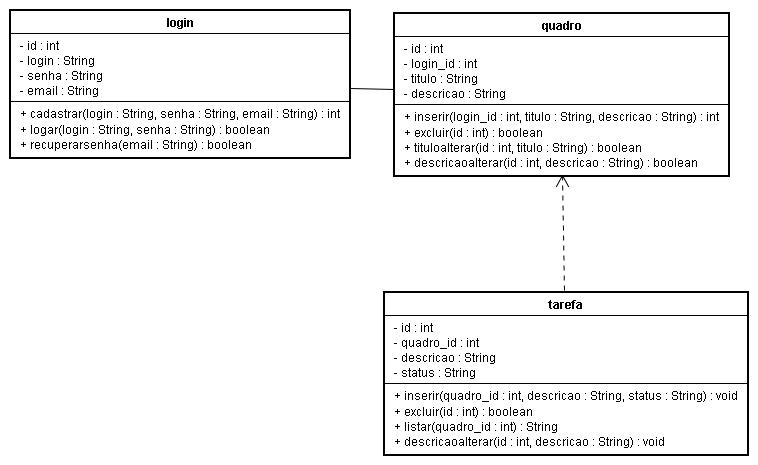 login
- id : int
- login : String
- senha : String
- email : String
+ cadastrar(login : String, senha : String, email : String) : int
+ logar(login : String, senha : String) : boolean
+ recuperarsenha(email : String) : boolean
quadro
- id : int
- login_id : int
- titulo : String
- descricao : String
+ inserir(login_id : int, titulo : String, descricao : String) : int
+ excluir(id : int) : boolean
+ tituloalterar(id : int, titulo : String) : boolean
+ descricaoalterar(id : int, descricao : String) : boolean
tarefa
- id : int
- quadro_id : int
- descricao : String
- status : String
+ inserir(quadro_id : int, descricao : String, status : String) : void
+ excluir(id : int) : boolean
+ listar(quadro_id : int) : String
+ descricaoalterar(id : int, descricao : String) : void